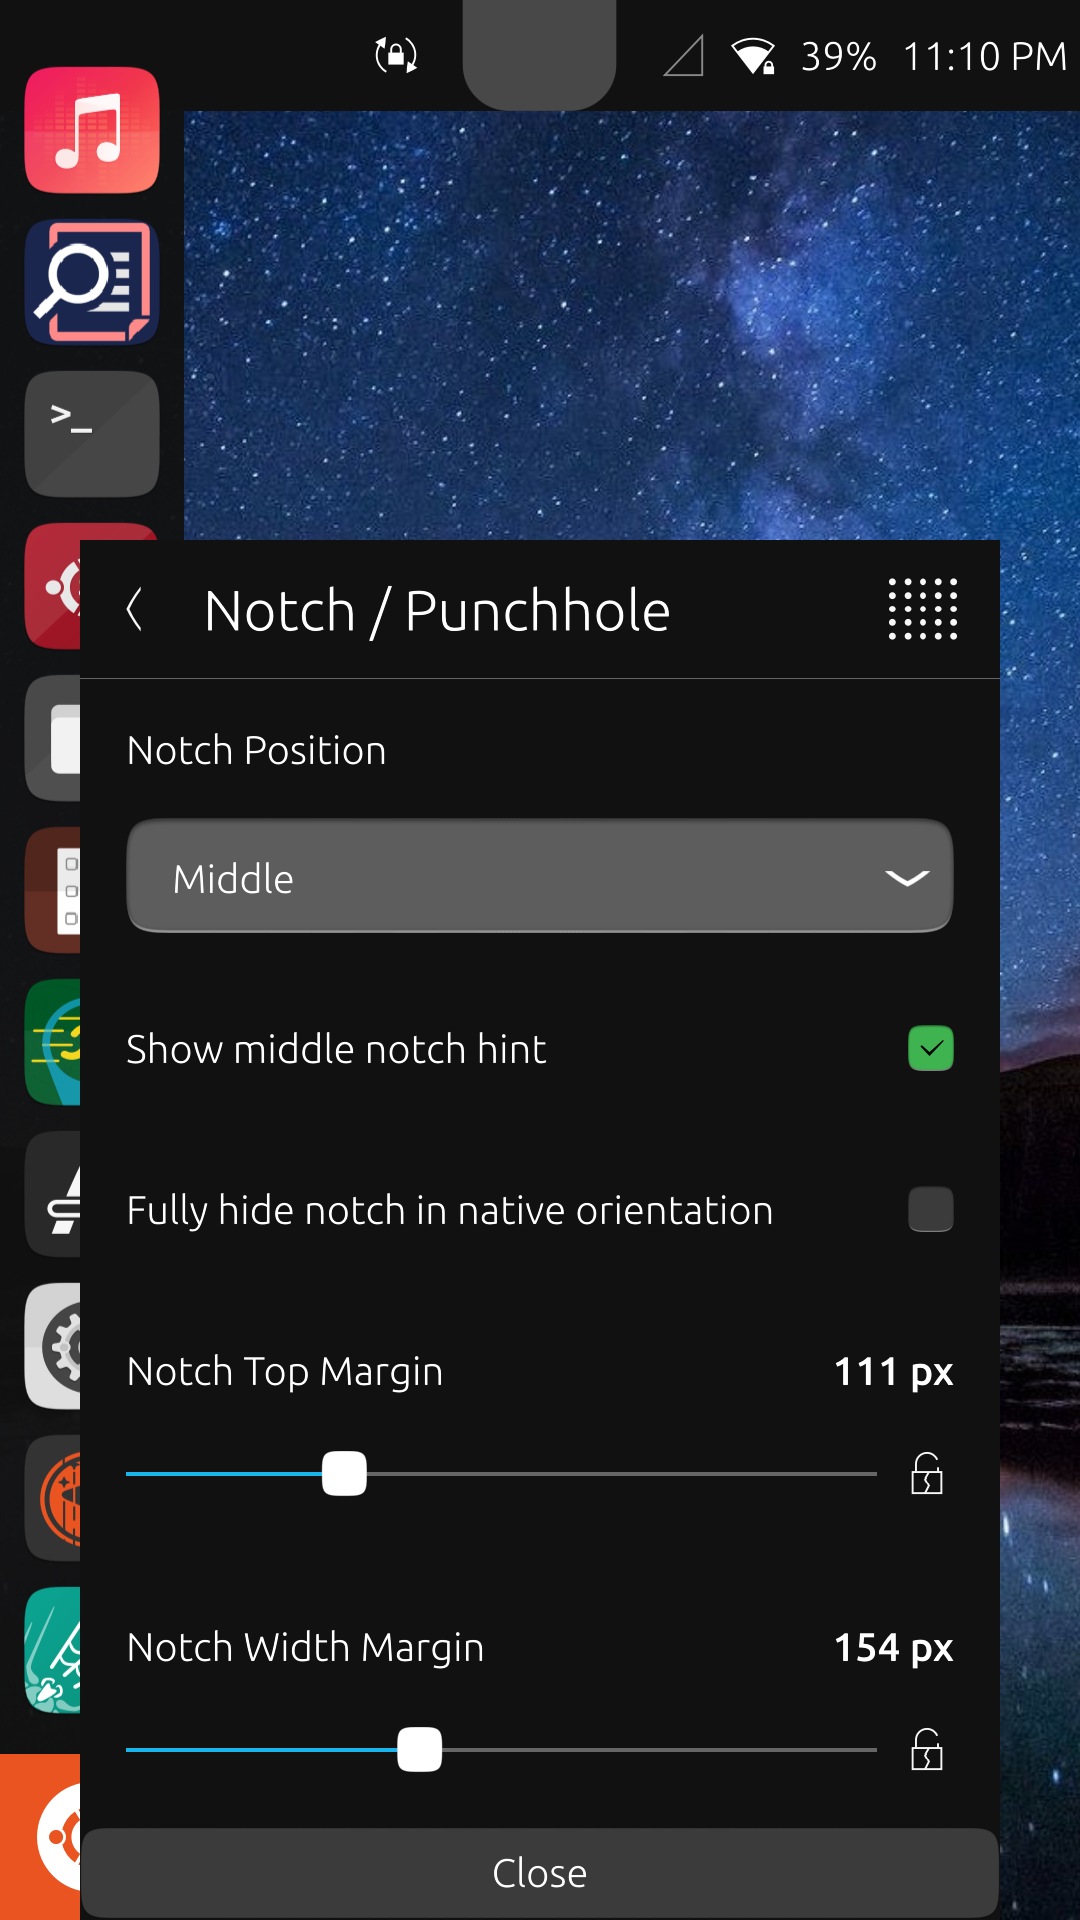 39% 11:10 PM
>_
Notch / Punchhole
Notch Position
Middle
Show middle notch hint
Fully hide notch in native orientation
Notch Top Margin 111 px
Notch Width Margin 154 px
Close